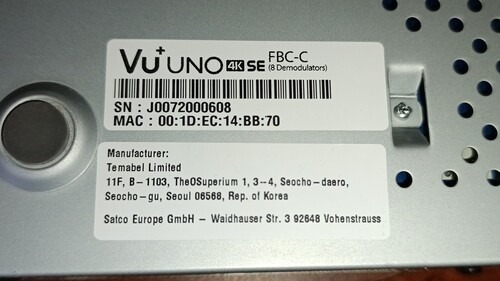 Vu+ UNO 4K SE FBC-C
(8 Demodulators)
SN : J0072000608
MAC : 00:1D:EC:14:BB:70
Manufacturer:
Temabel Limited
11F, B-1103, TheOSuperium 1, 3-4, Seocho-daero,
Seocho-gu, Seoul 06568, Rep. of Korea
Satco Europe GmbH - Waidhauser Str. 3 92648 Vohenstrauss